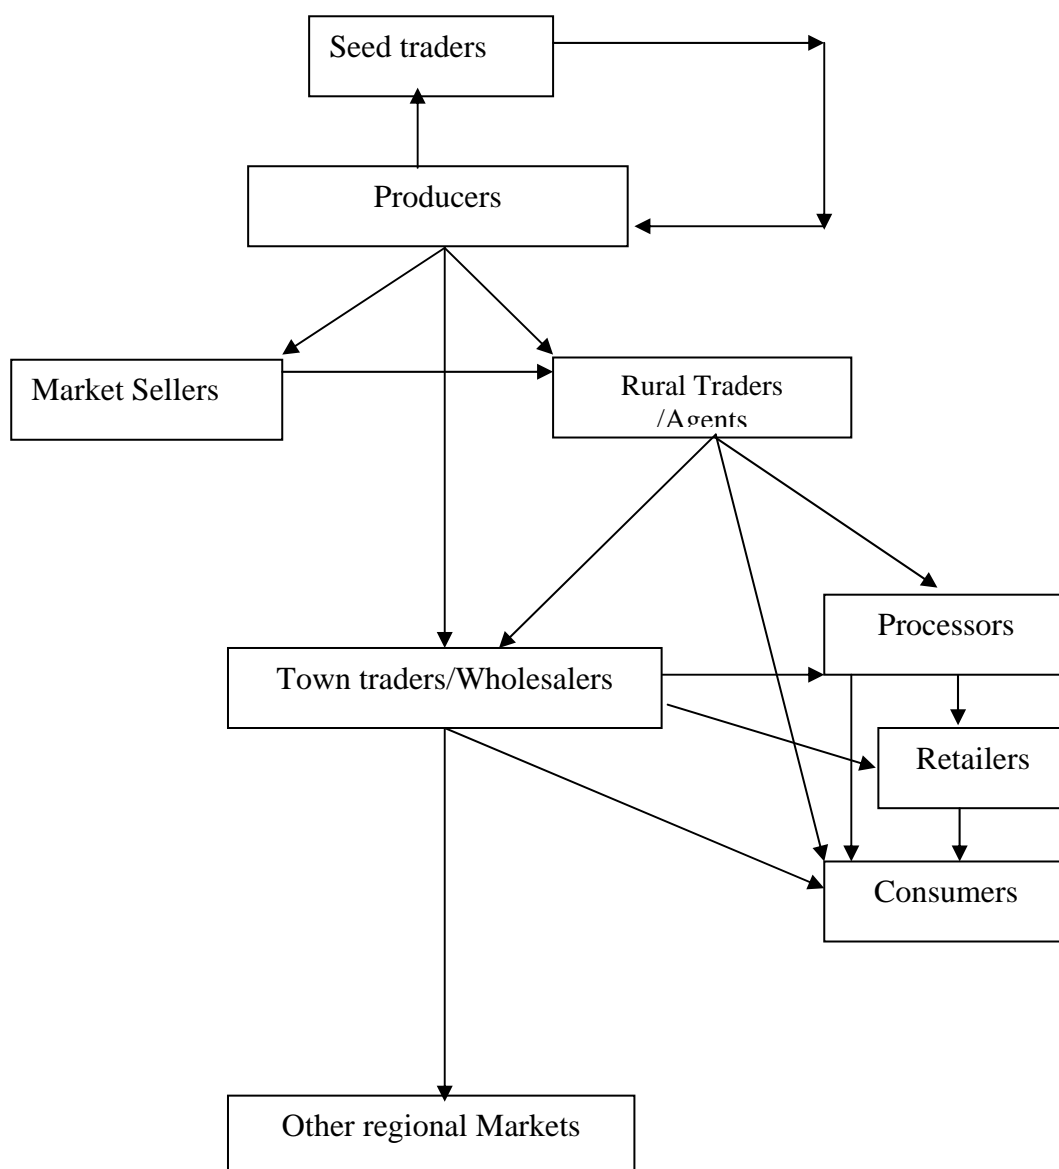 Seed traders
Producers
Market Sellers
Rural Traders
/Agents
Processors
Town traders/Wholesalers
Retailers
Consumers
Other regional Markets